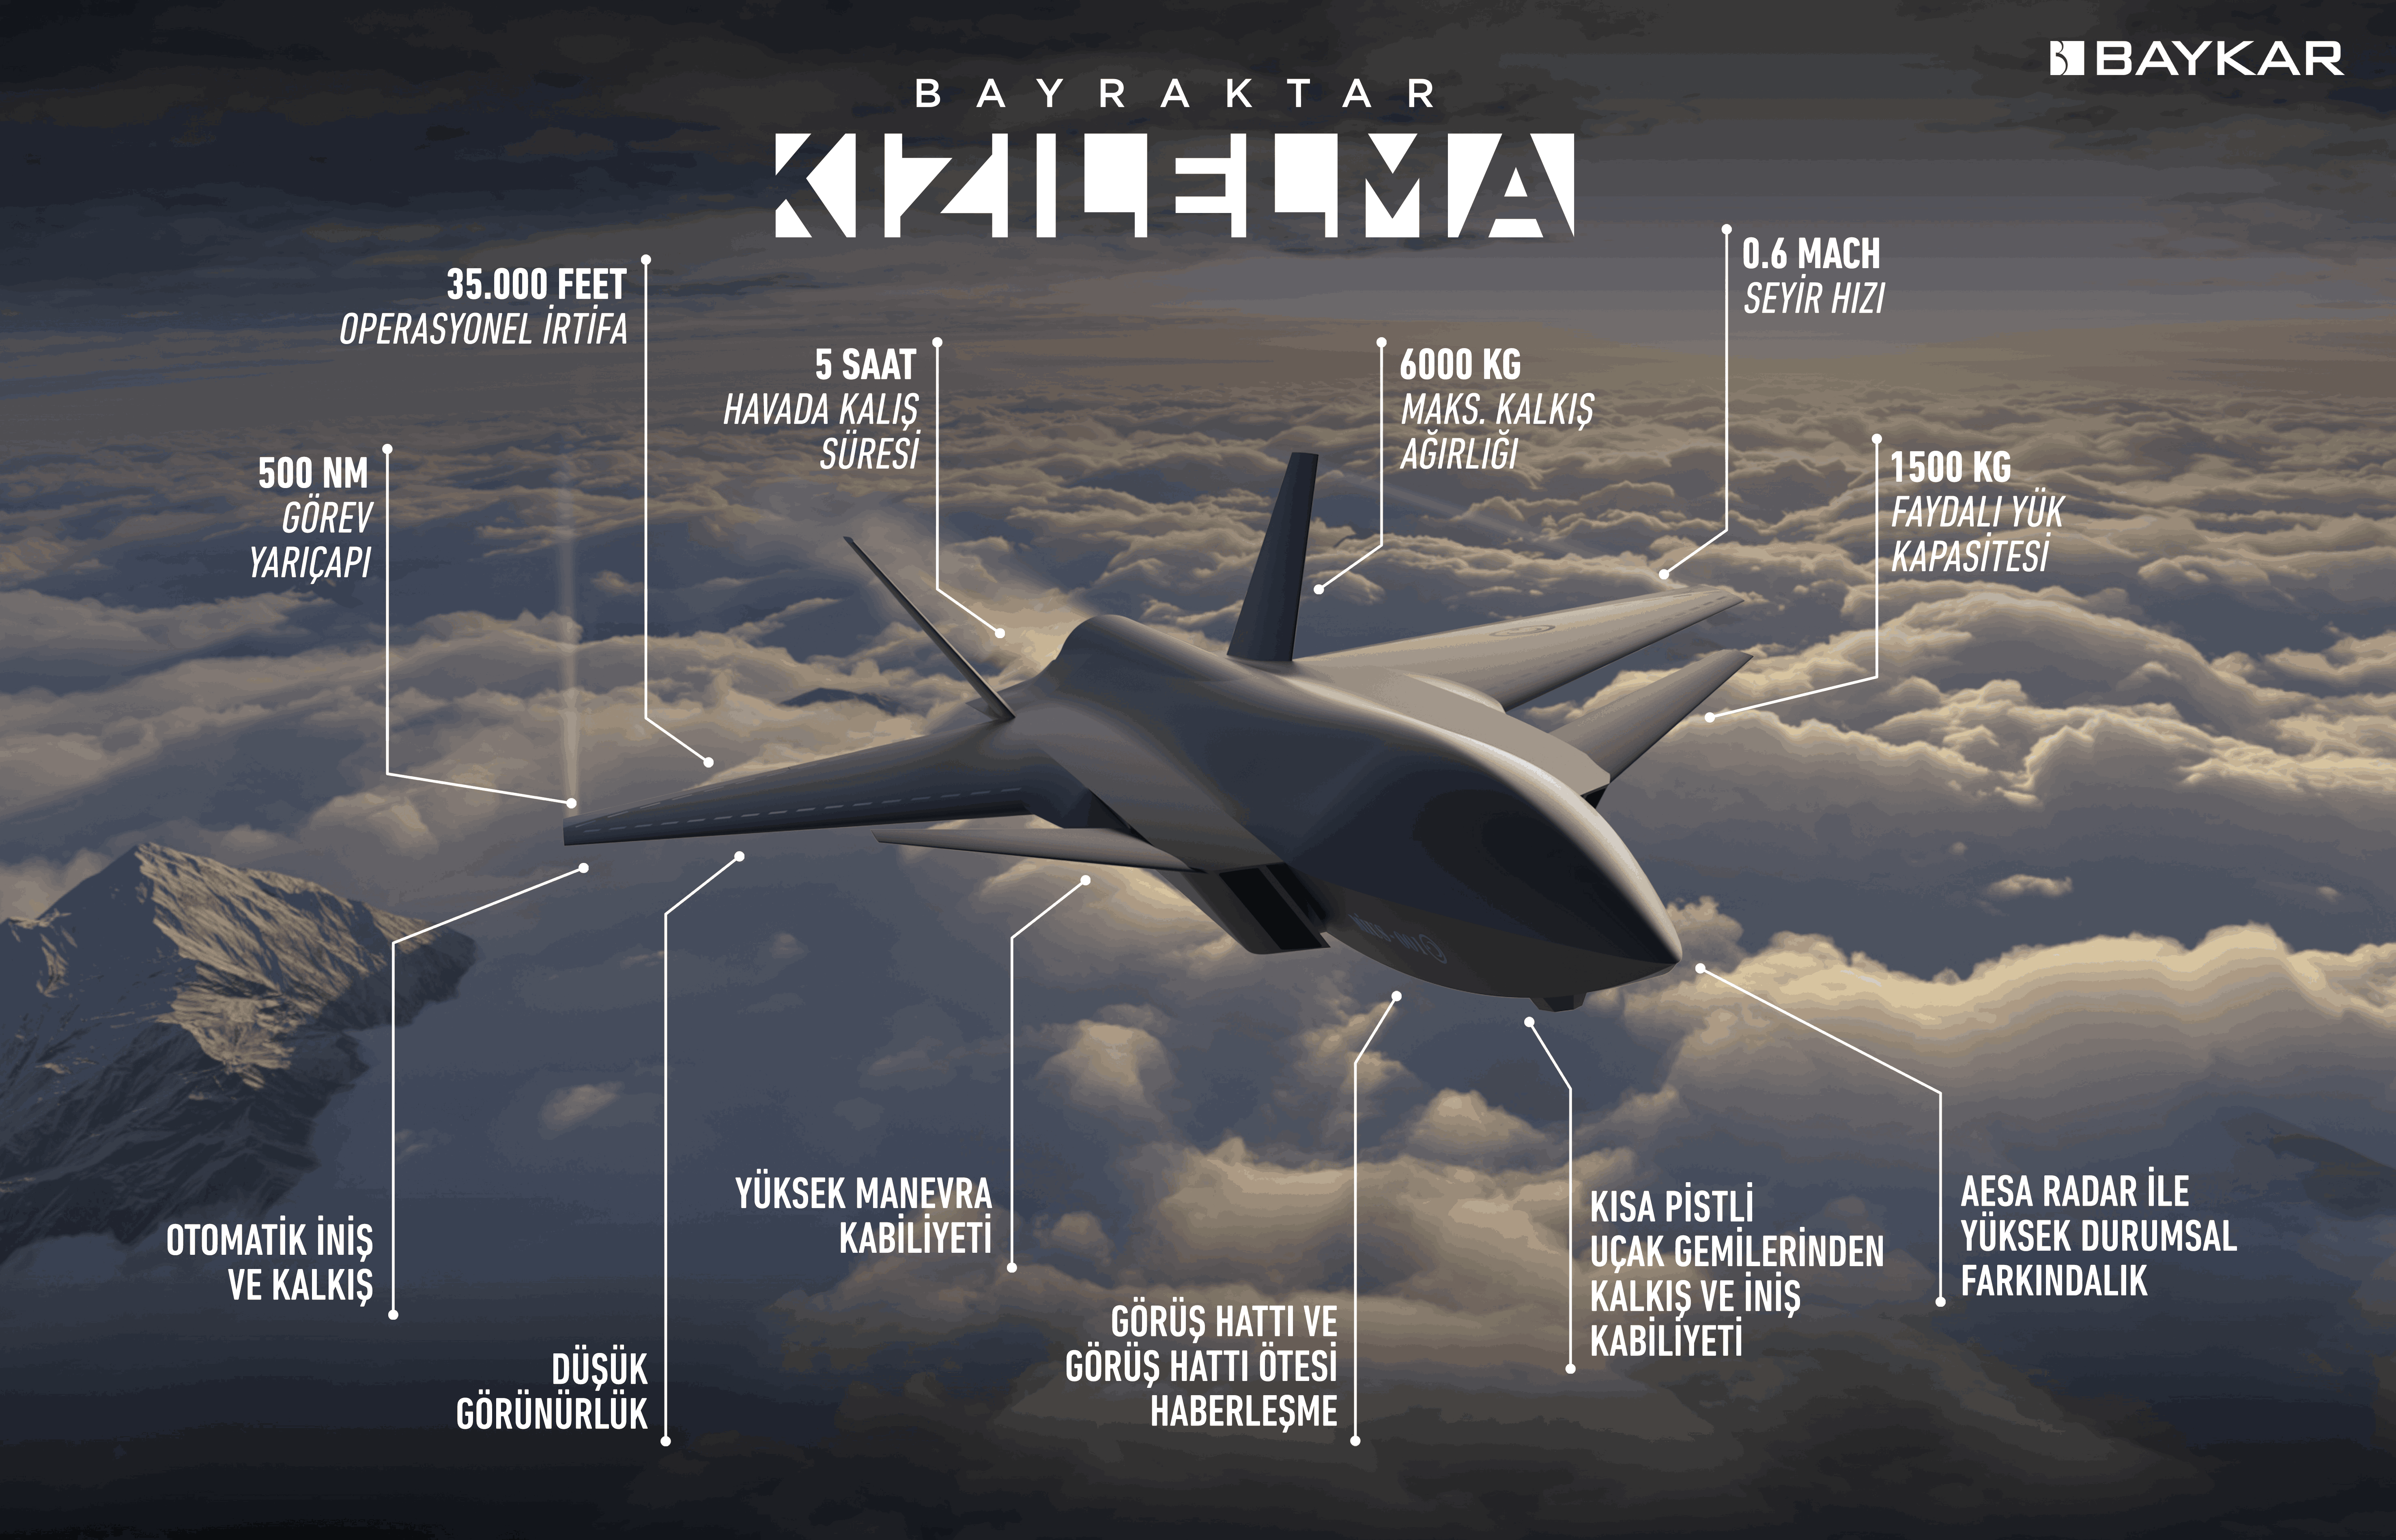 BAYKAR
BAYRAKTAR
KIZILELMA
0.6 MACH
SEYİR HIZI
35.000 FEET
OPERASYONEL İRTİFA
5 SAAT
HAVADA KALIŞ
SÜRESİ
6000 KG
MAKS. KALKIŞ
AĞIRLIĞI
500 NM
GÖREV
YARIÇAPI
1500 KG
FAYDALI YÜK
KAPASİTESİ
OTOMATİK İNİŞ
VE KALKIŞ
DÜŞÜK
GÖRÜNÜRLÜK
YÜKSEK MANEVRA
KABİLİYETİ
GÖRÜŞ HATTI VE
GÖRÜŞ HATTI ÖTESİ
HABERLEŞME
KISA PİSTLİ
UÇAK GEMİLERİNDEN
KALKIŞ VE İNİŞ
KABİLİYETİ
AESA RADAR İLE
YÜKSEK DURUMSAL
FARKINDALIK